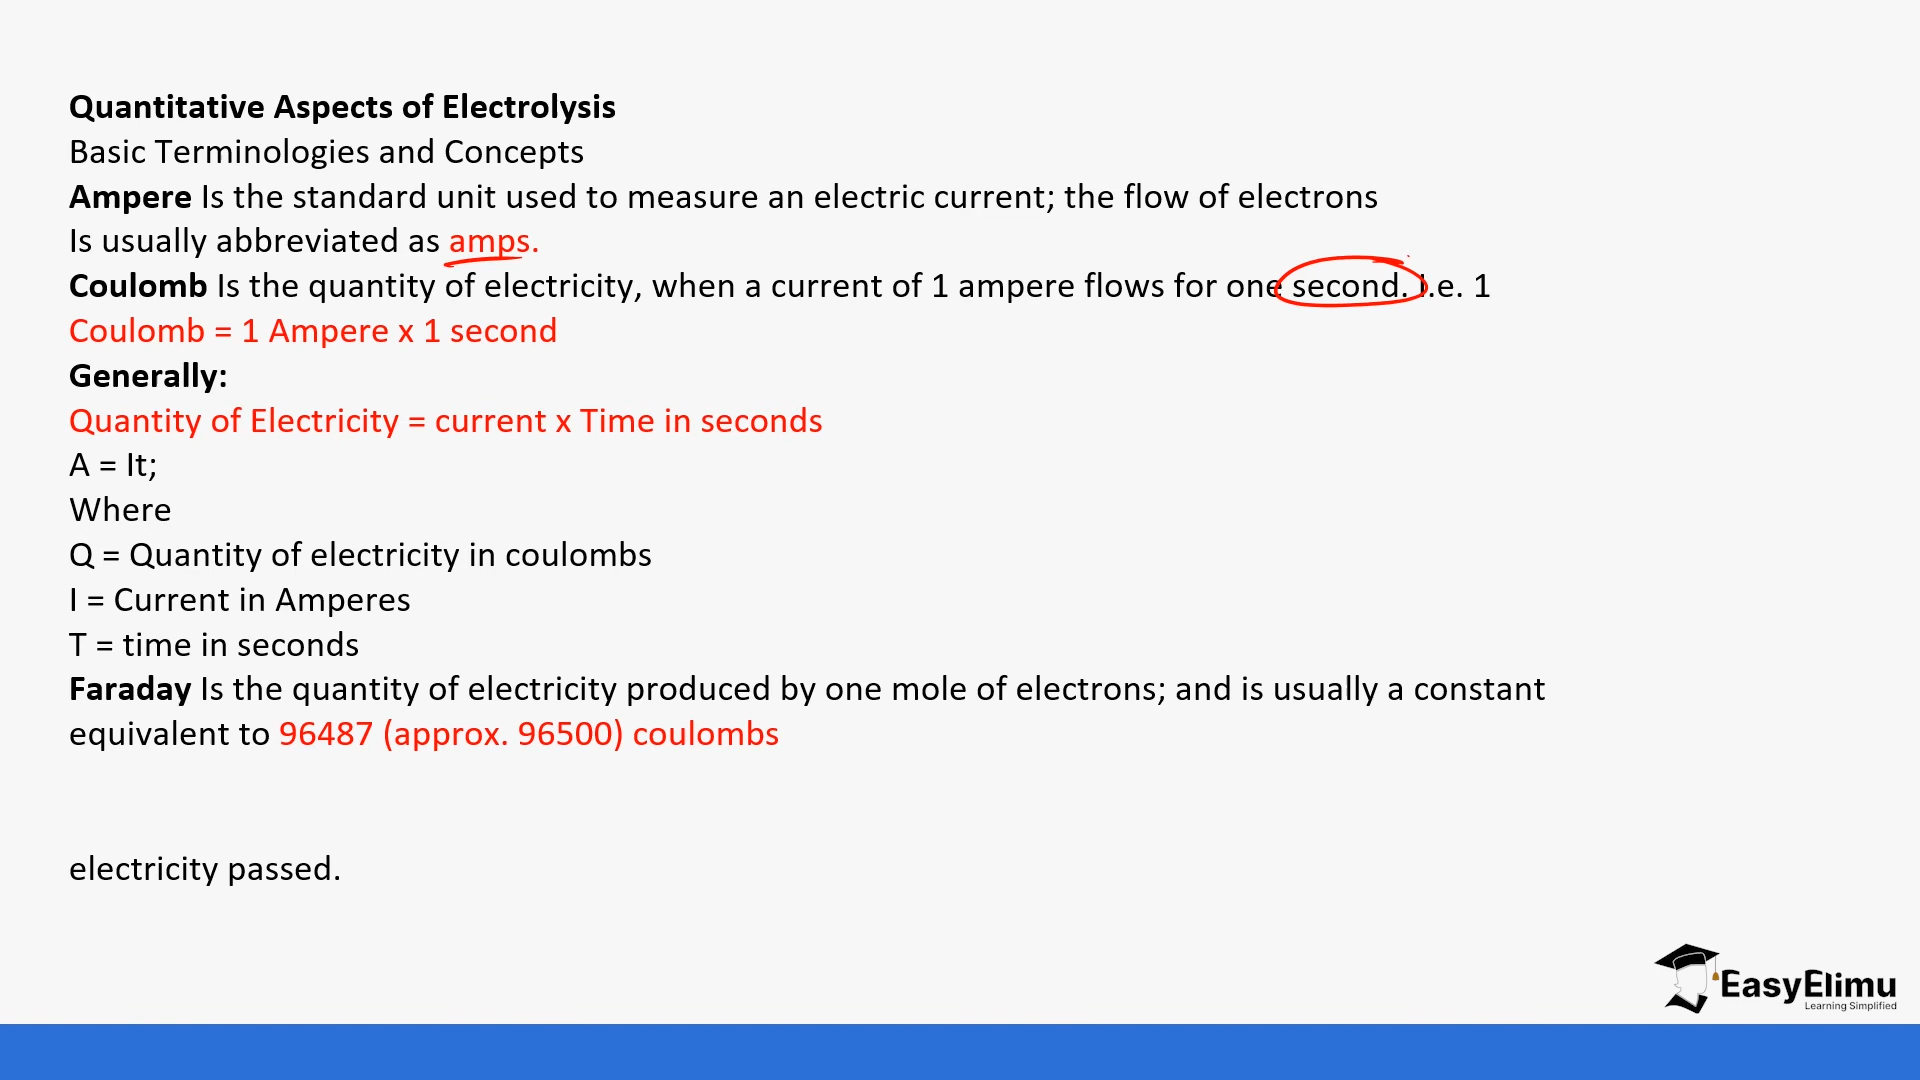 Quantitative Aspects of Electrolysis
Basic Terminologies and Concepts
Ampere Is the standard unit used to measure an electric current; the flow of electrons
Is usually abbreviated as amps.
Coulomb Is the quantity of electricity, when a current of 1 ampere flows for one second. I.e. 1
Coulomb = 1 Ampere x 1 second
Generally:
Quantity of Electricity = current x Time in seconds
A = It;
Where
Q = Quantity of electricity in coulombs
I = Current in Amperes
T = time in seconds
Faraday Is the quantity of electricity produced by one mole of electrons; and is usually a constant
equivalent to 96487 (approx. 96500) coulombs
electricity passed.
EasyElimu
Learning Simplified